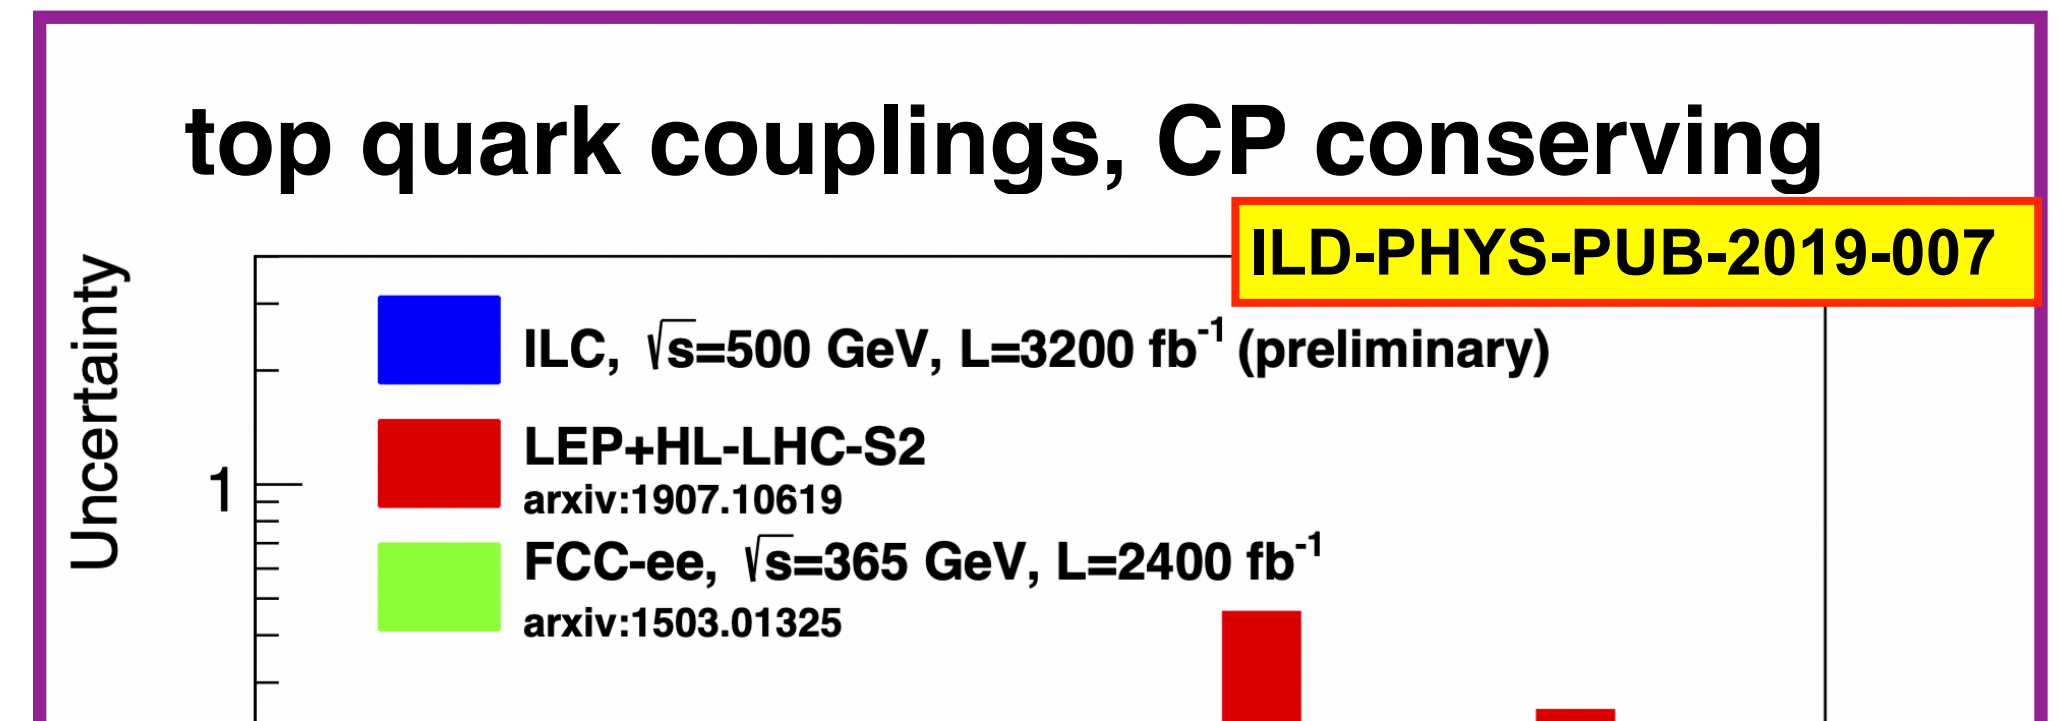 top quark couplings, CP conserving
ILD-PHYS-PUB-2019-007
Uncertainty
ILC, √s=500 GeV, L=3200 fb⁻¹ (preliminary)
LEP+HL-LHC-S2
1
arxiv:1907.10619
FCC-ee, √s=365 GeV, L=2400 fb⁻¹
arxiv:1503.01325